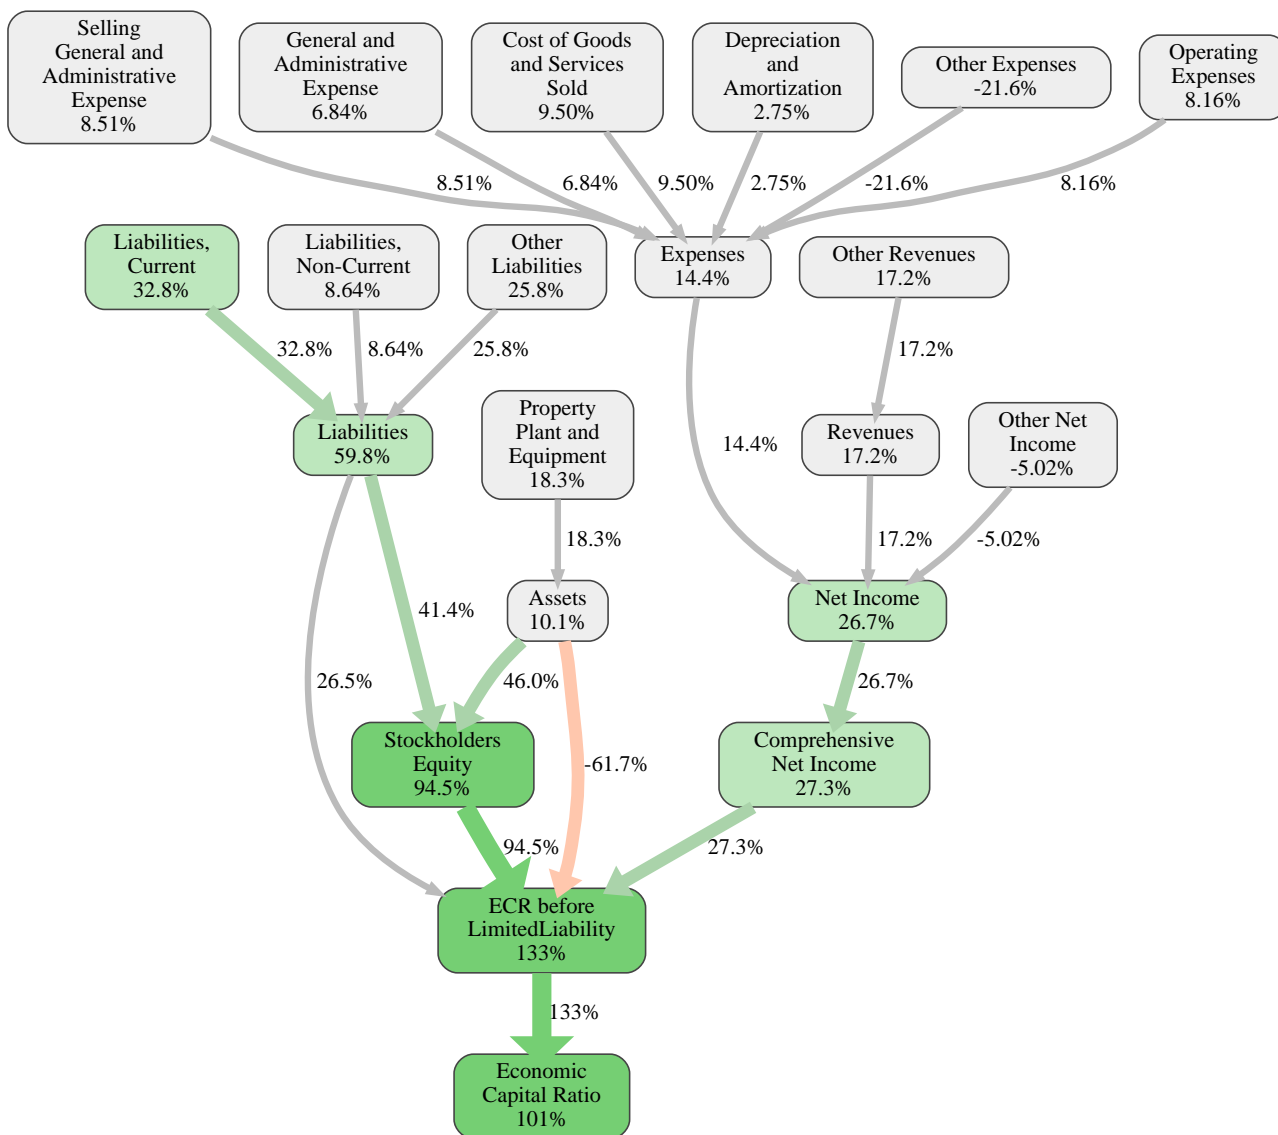 Selling
General and
Administrative
Expense
8.51%
General and
Administrative
Expense
6.84%
Cost of Goods
and Services
Sold
9.50%
Depreciation
and
Amortization
2.75%
Other Expenses
-21.6%
Operating
Expenses
8.16%
8.51%
6.84%
9.50%
2.75%
-21.6%
8.16%
Liabilities,
Current
32.8%
Liabilities,
Non-Current
8.64%
Other
Liabilities
25.8%
Expenses
14.4%
Other Revenues
17.2%
32.8%
8.64%
25.8%
17.2%
Liabilities
59.8%
Property
Plant and
Equipment
18.3%
14.4%
Revenues
17.2%
Other Net
Income
-5.02%
18.3%
17.2%
-5.02%
41.4%
Assets
10.1%
Net Income
26.7%
26.5%
46.0%
26.7%
Stockholders
Equity
94.5%
-61.7%
Comprehensive
Net Income
27.3%
94.5%
27.3%
ECR before
LimitedLiability
133%
133%
Economic
Capital Ratio
101%